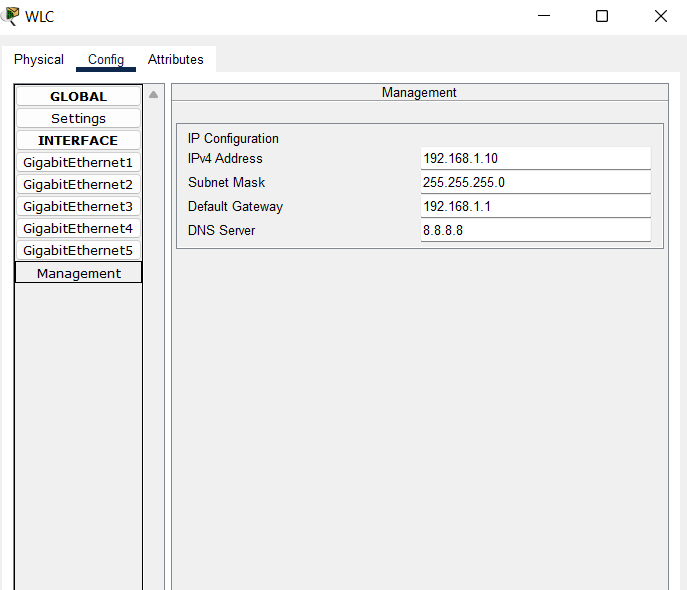 WLC
Physical Config Attributes
GLOBAL
Settings
INTERFACE
GigabitEthernet1
GigabitEthernet2
GigabitEthernet3
GigabitEthernet4
GigabitEthernet5
Management
Management
IP Configuration
IPv4 Address 192.168.1.10
Subnet Mask 255.255.255.0
Default Gateway 192.168.1.1
DNS Server 8.8.8.8